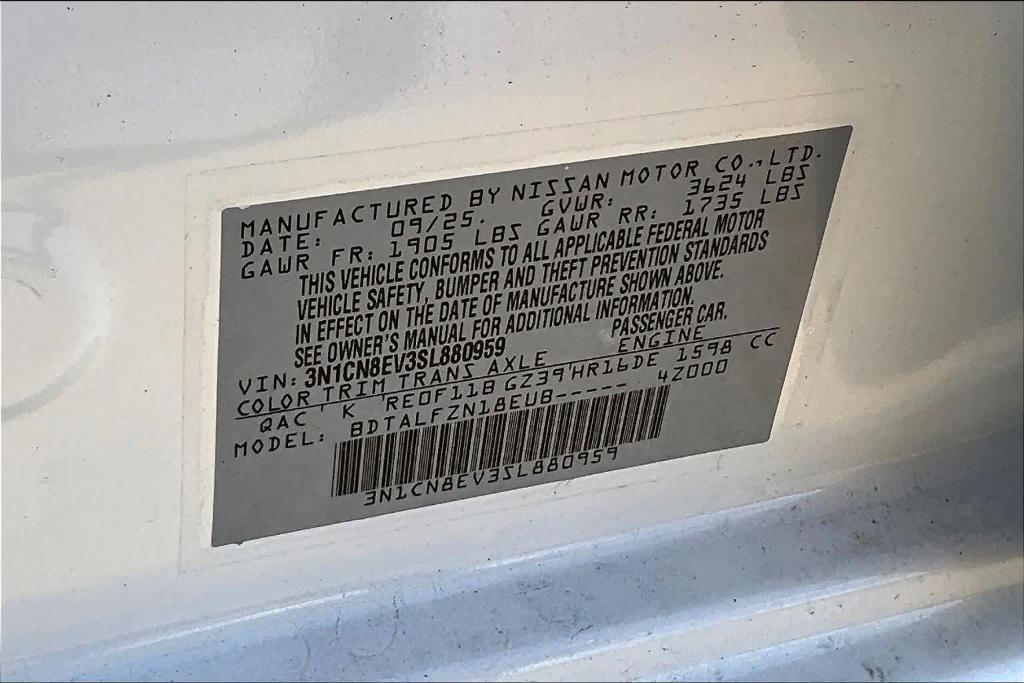 MANUFACTURED BY NISSAN MOTOR CO., LTD.
DATE: 09/25. GVWR: 3624 LBS
GAWR FR: 1905 LBS GAWR RR: 1735 LBS
THIS VEHICLE CONFORMS TO ALL APPLICABLE FEDERAL MOTOR
VEHICLE SAFETY, BUMPER AND THEFT PREVENTION STANDARDS
IN EFFECT ON THE DATE OF MANUFACTURE SHOWN ABOVE.
SEE OWNER'S MANUAL FOR ADDITIONAL INFORMATION.
VIN: 3N1CN8EV3SL880959 PASSENGER CAR.
COLOR TRIM TRANS AXLE ENGINE
QAC ' K ' RE0F11B GZ39 ' HR16DE 1598 CC
MODEL: BDTALFZN18EUB----- 4Z000
3N1CN8EV3SL880959